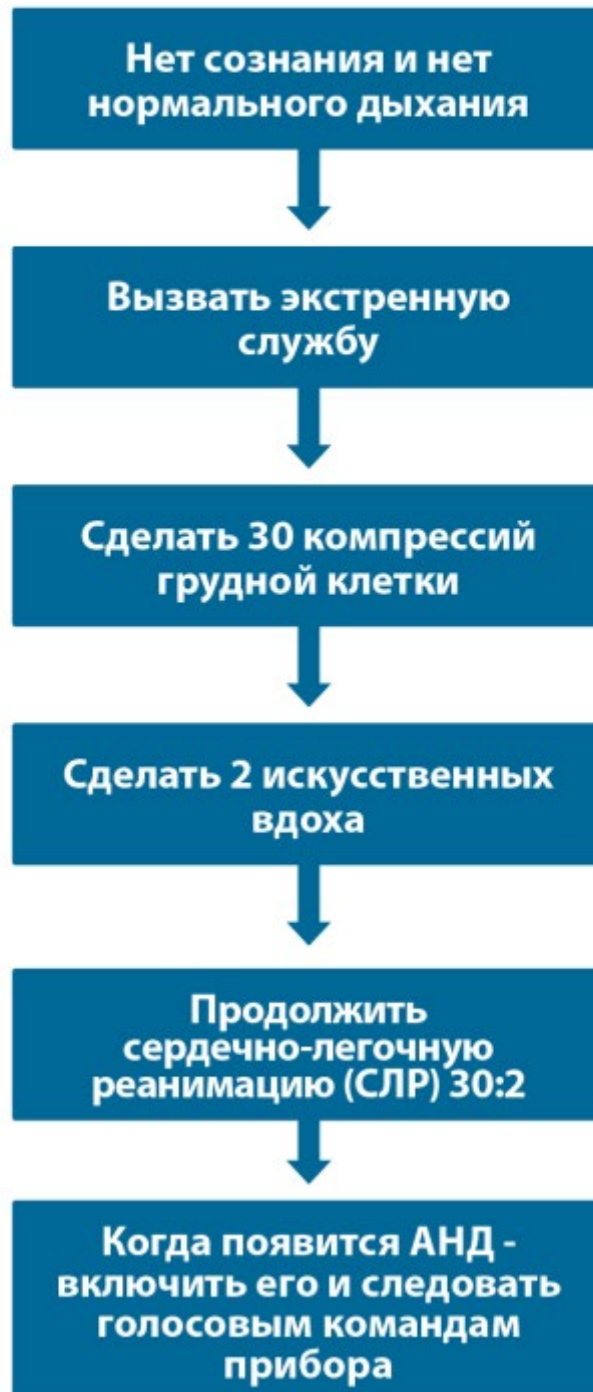 Нет сознания и нет
нормального дыхания
Вызвать экстренную
службу
Сделать 30 компрессий
грудной клетки
Сделать 2 искусственных
вдоха
Продолжить
сердечно-легочную
реанимацию (СЛР) 30:2
Когда появится АНД -
включить его и следовать
голосовым командам
прибора